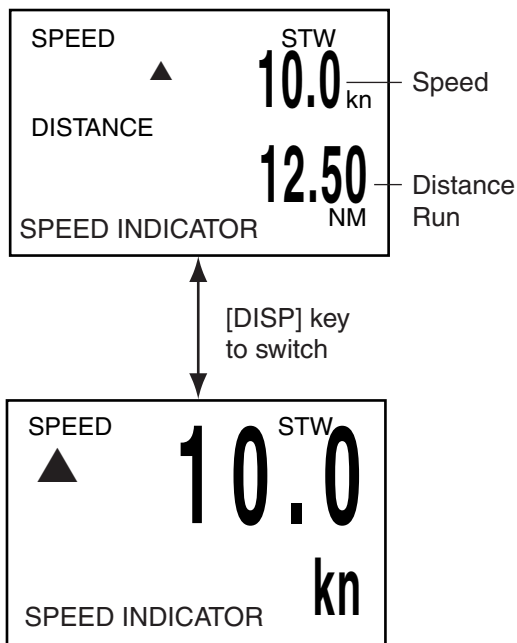 SPEED STW
▲ 10.0 kn Speed
DISTANCE
12.50 Distance
NM Run
SPEED INDICATOR
[DISP] key
to switch
SPEED STW
▲ 10.0
kn
SPEED INDICATOR